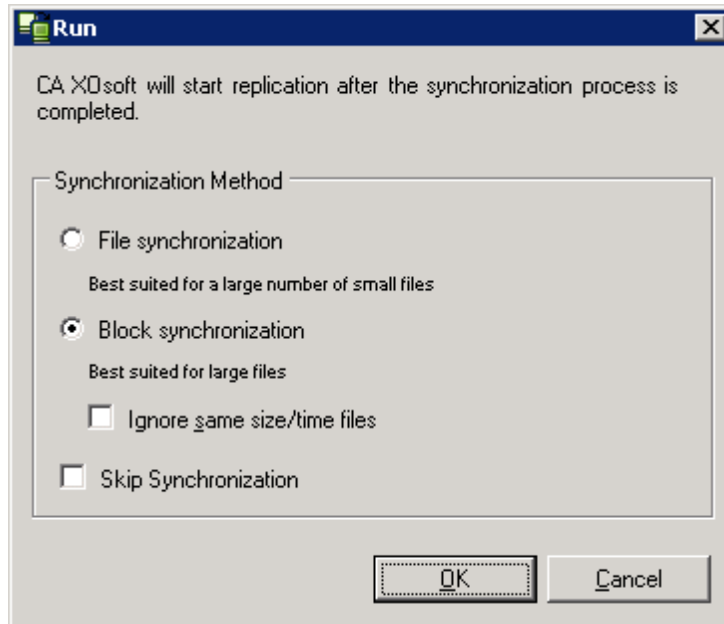 Run
CA XOsoft will start replication after the synchronization process is
completed.
Synchronization Method
File synchronization
Best suited for a large number of small files
Block synchronization
Best suited for large files
Ignore same size/time files
Skip Synchronization
OK
Cancel